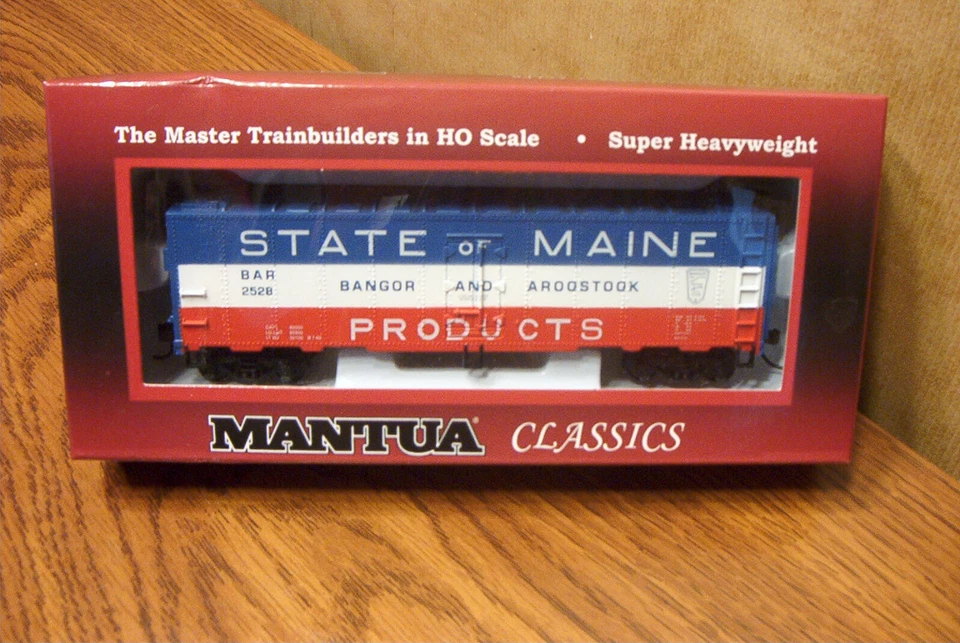 The Master Trainbuilders in HO Scale • Super Heavyweight
STATE OF MAINE
BAR
2528
BANGOR AND AROOSTOOK
PRODUCTS
MANTUA® CLASSICS